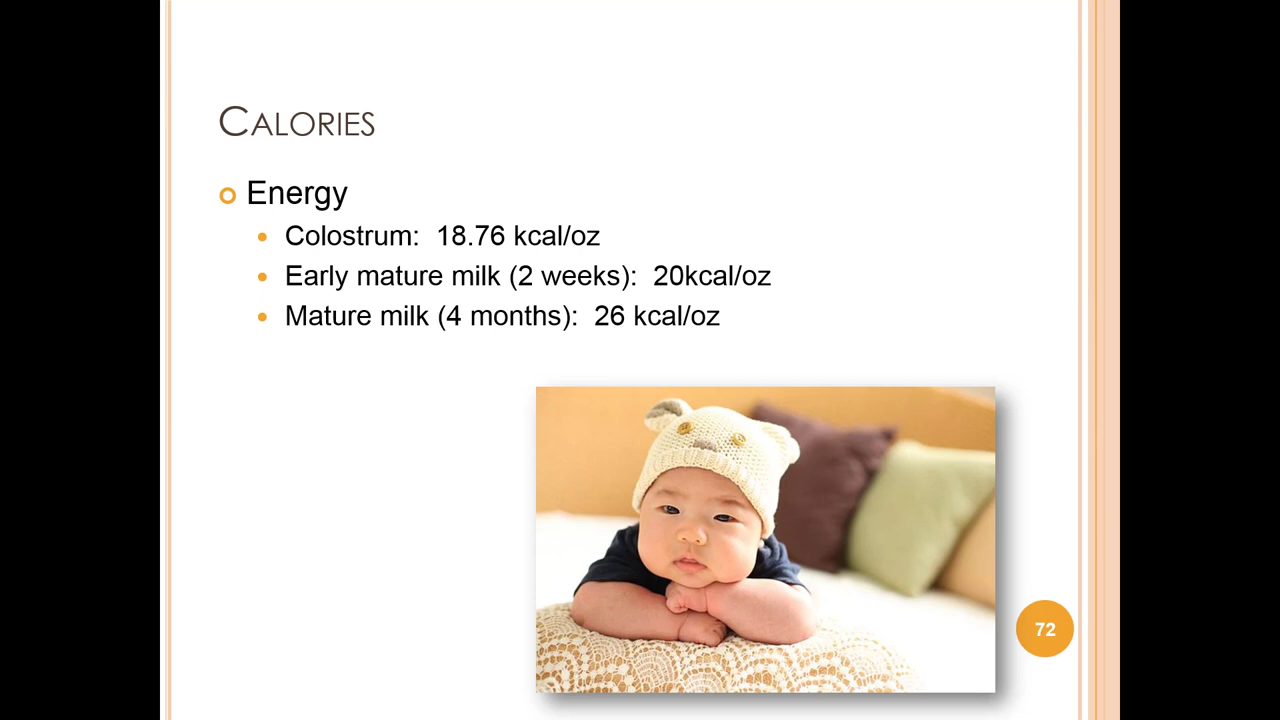 CALORIES
Energy
Colostrum:  18.76 kcal/oz
Early mature milk (2 weeks):  20kcal/oz
Mature milk (4 months):  26 kcal/oz
72